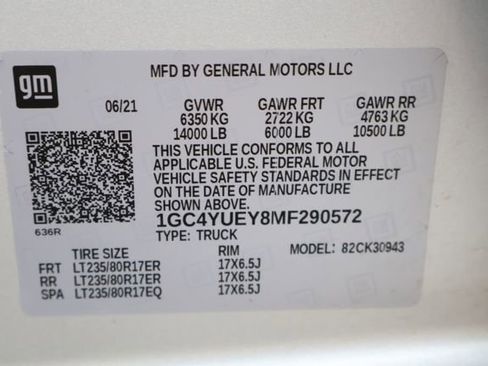 gm
MFD BY GENERAL MOTORS LLC
06/21 GVWR GAWR FRT GAWR RR
6350 KG 2722 KG 4763 KG
14000 LB 6000 LB 10500 LB
THIS VEHICLE CONFORMS TO ALL
APPLICABLE U.S. FEDERAL MOTOR
VEHICLE SAFETY STANDARDS IN EFFECT
ON THE DATE OF MANUFACTURE
SHOWN ABOVE.
1GC4YUEY8MF290572
636R
TYPE: TRUCK MODEL: 82CK30943
TIRE SIZE RIM
FRT LT235/80R17ER 17X6.5J
RR LT235/80R17ER 17X6.5J
SPA LT235/80R17EQ 17X6.5J